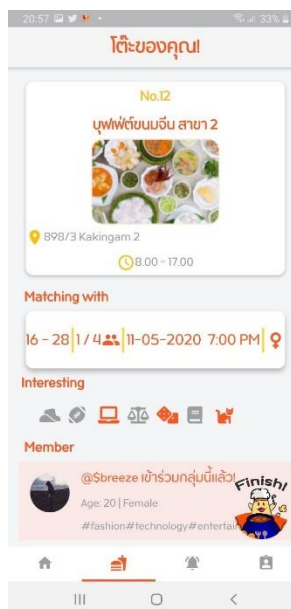 20:57
33%
โต๊ะของคุณ!
No.12
บุฟเฟ่ต์ขนมจีน สาขา 2
898/3 Kakingam 2
8.00 - 17.00
Matching with
16 - 28 1 / 4 11-05-2020 7:00 PM
Interesting
Member
@$breeze เข้าร่วมกลุ่มนี้แล้ว!
Finish!
Age: 20 | Female
#fashion#technology#entertai